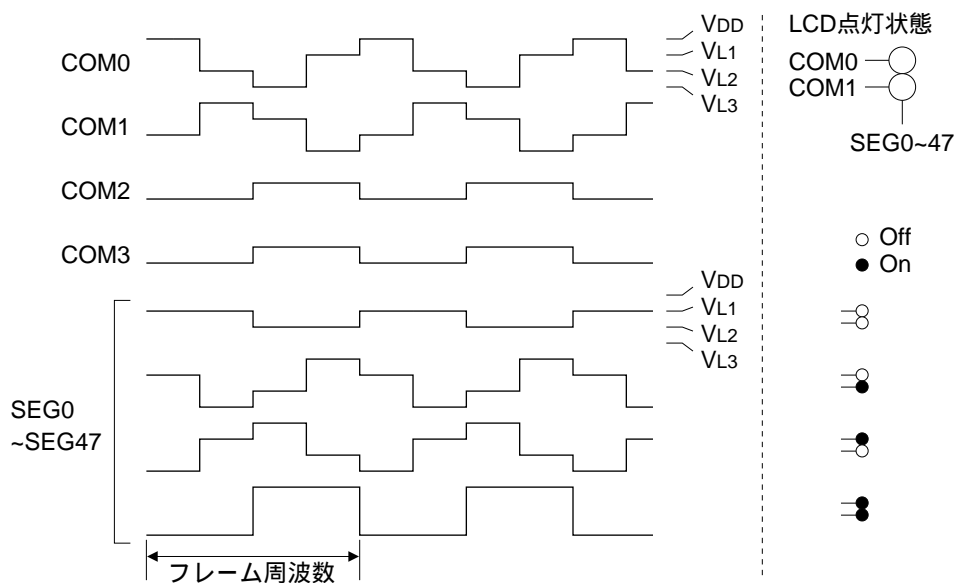 COM0
COM1
COM2
COM3
VDD
VL1
VL2
VL3
VDD
VL1
VL2
VL3
SEG0
~SEG47
フレーム周波数
LCD点灯状態
COM0
COM1
SEG0~47
Off
On